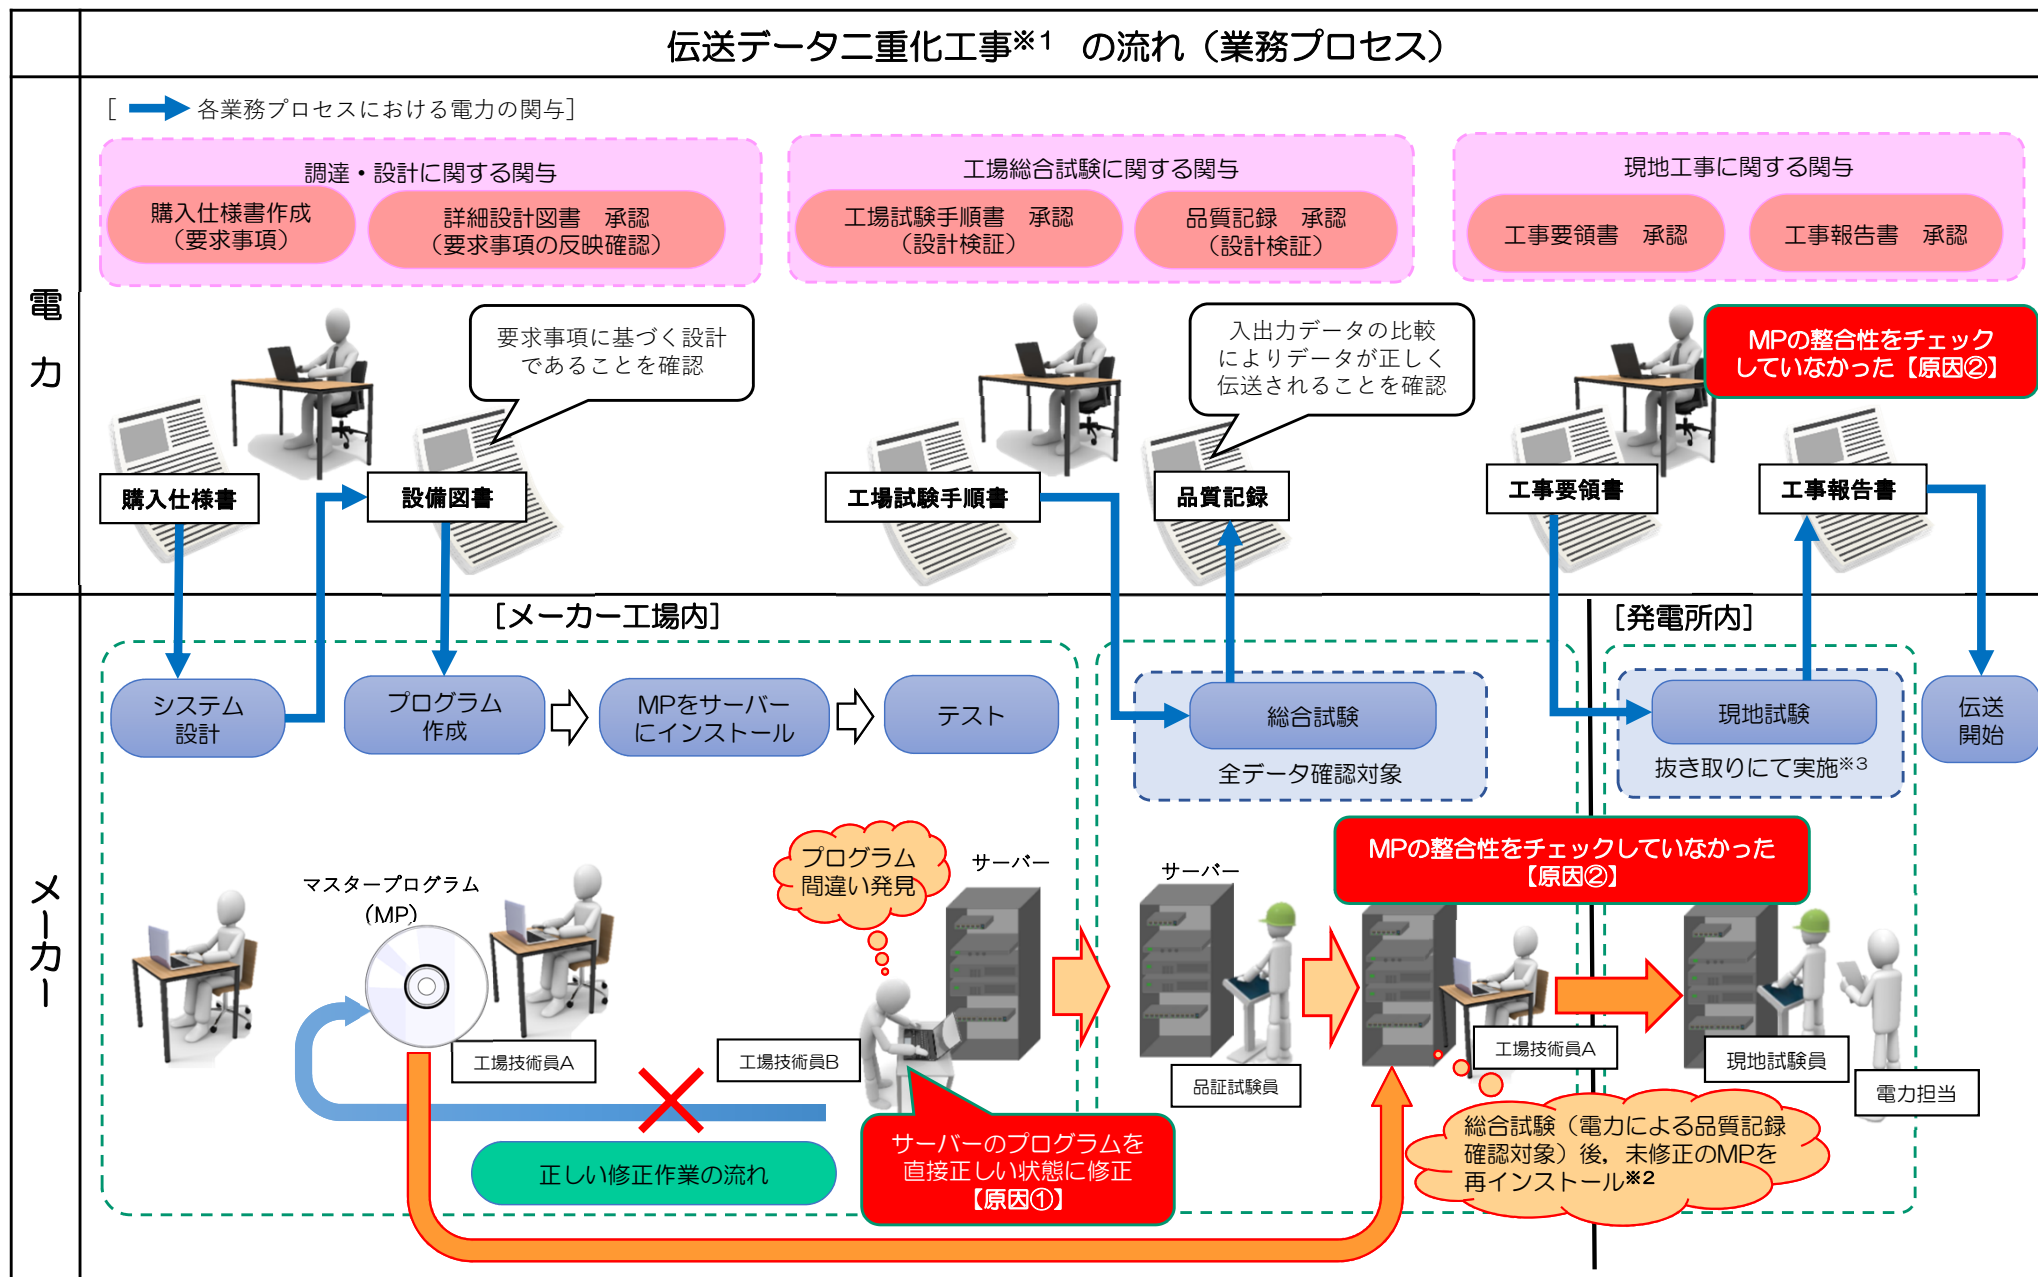 伝送データ二重化工事※1 の流れ（業務プロセス）
電力
[ 各業務プロセスにおける電力の関与]
調達・設計に関する関与
購入仕様書作成
（要求事項）
詳細設計図書 承認
（要求事項の反映確認）
工場総合試験に関する関与
工場試験手順書 承認
（設計検証）
品質記録 承認
（設計検証）
現地工事に関する関与
工事要領書 承認
工事報告書 承認
要求事項に基づく設計
であることを確認
入出力データの比較
によりデータが正しく
伝送されることを確認
MPの整合性をチェック
していなかった【原因②】
購入仕様書
設備図書
工場試験手順書
品質記録
工事要領書
工事報告書
メーカー
[メーカー工場内]
[発電所内]
システム
設計
プログラム
作成
MPをサーバー
にインストール
テスト
総合試験
全データ確認対象
現地試験
抜き取りにて実施※3
伝送
開始
プログラム
間違い発見
サーバー
サーバー
MPの整合性をチェックしていなかった
【原因②】
マスタープログラム
（MP）
工場技術員A
工場技術員B
品証試験員
工場技術員A
現地試験員
電力担当
正しい修正作業の流れ
サーバーのプログラムを
直接正しい状態に修正
【原因①】
総合試験（電力による品質記録
確認対象）後，未修正のMPを
再インストール※2